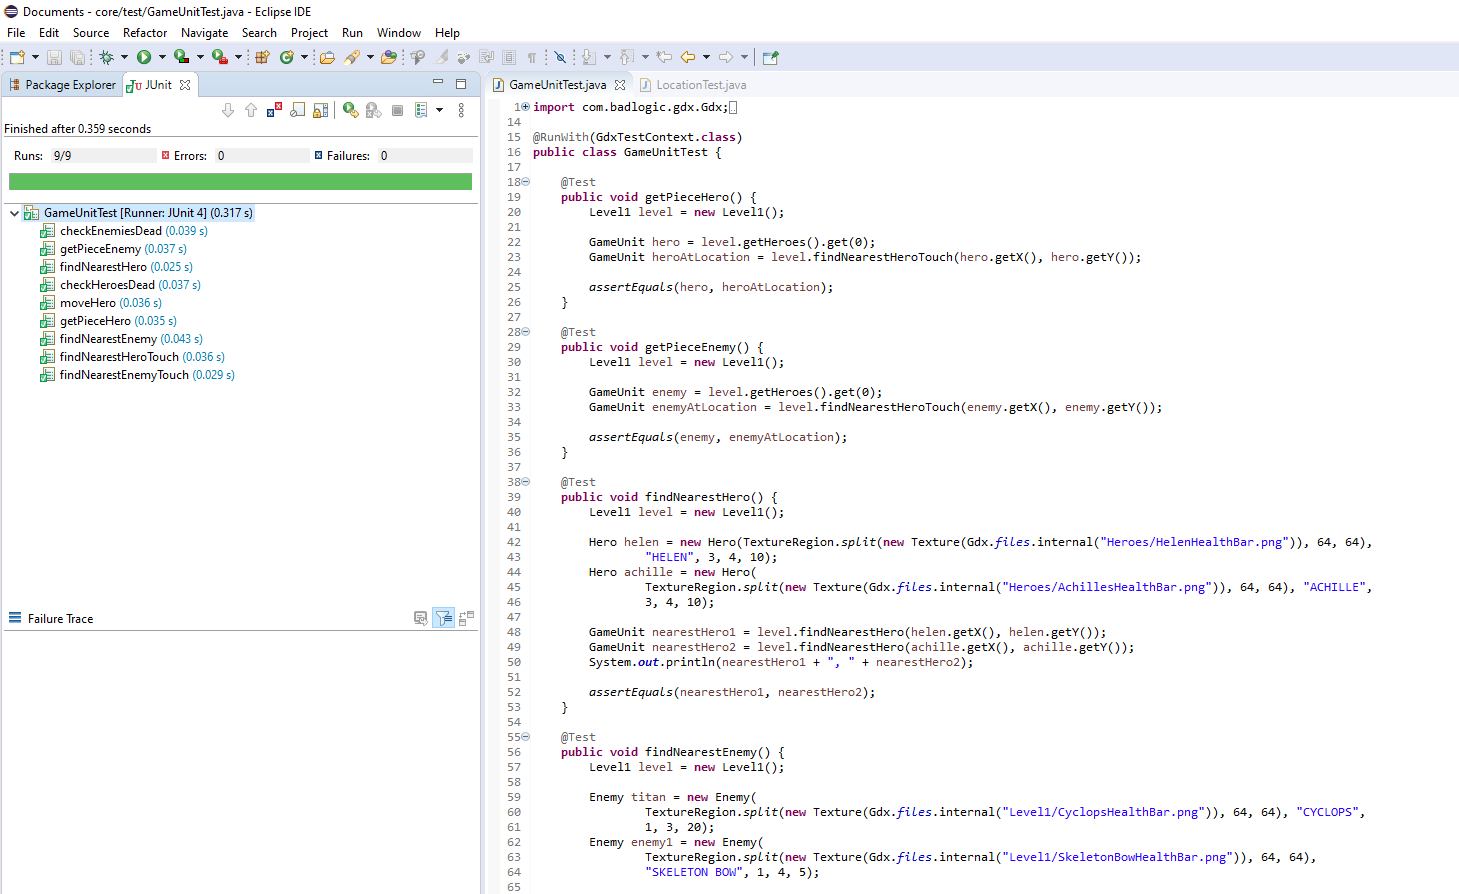 Documents - core/test/GameUnitTest.java - Eclipse IDE
File Edit Source Refactor Navigate Search Project Run Window Help
Package Explorer JUnit
Finished after 0.359 seconds
Runs: 9/9 Errors: 0 Failures: 0
GameUnitTest [Runner: JUnit 4] (0.317 s)
checkEnemiesDead (0.039 s)
getPieceEnemy (0.037 s)
findNearestHero (0.025 s)
checkHeroesDead (0.037 s)
moveHero (0.036 s)
getPieceHero (0.035 s)
findNearestEnemy (0.043 s)
findNearestHeroTouch (0.036 s)
findNearestEnemyTouch (0.029 s)
Failure Trace
GameUnitTest.java LocationTest.java
1 import com.badlogic.gdx.Gdx;
14
15 @RunWith(GdxTestContext.class)
16 public class GameUnitTest {
17
18 @Test
19 public void getPieceHero() {
20 Level1 level = new Level1();
21
22 GameUnit hero = level.getHeroes().get(0);
23 GameUnit heroAtLocation = level.findNearestHeroTouch(hero.getX(), hero.getY());
24
25 assertEquals(hero, heroAtLocation);
26 }
27
28 @Test
29 public void getPieceEnemy() {
30 Level1 level = new Level1();
31
32 GameUnit enemy = level.getHeroes().get(0);
33 GameUnit enemyAtLocation = level.findNearestHeroTouch(enemy.getX(), enemy.getY());
34
35 assertEquals(enemy, enemyAtLocation);
36 }
37
38 @Test
39 public void findNearestHero() {
40 Level1 level = new Level1();
41
42 Hero helen = new Hero(TextureRegion.split(new Texture(Gdx.files.internal("Heroes/HelenHealthBar.png")), 64, 64),
43 "HELEN", 3, 4, 10);
44 Hero achille = new Hero(
45 TextureRegion.split(new Texture(Gdx.files.internal("Heroes/AchillesHealthBar.png")), 64, 64), "ACHILLE",
46 3, 4, 10);
47
48 GameUnit nearestHero1 = level.findNearestHero(helen.getX(), helen.getY());
49 GameUnit nearestHero2 = level.findNearestHero(achille.getX(), achille.getY());
50 System.out.println(nearestHero1 + ", " + nearestHero2);
51
52 assertEquals(nearestHero1, nearestHero2);
53 }
54
55 @Test
56 public void findNearestEnemy() {
57 Level1 level = new Level1();
58
59 Enemy titan = new Enemy(
60 TextureRegion.split(new Texture(Gdx.files.internal("Level1/CyclopsHealthBar.png")), 64, 64), "CYCLOPS",
61 1, 3, 20);
62 Enemy enemy1 = new Enemy(
63 TextureRegion.split(new Texture(Gdx.files.internal("Level1/SkeletonBowHealthBar.png")), 64, 64),
64 "SKELETON BOW", 1, 4, 5);
65